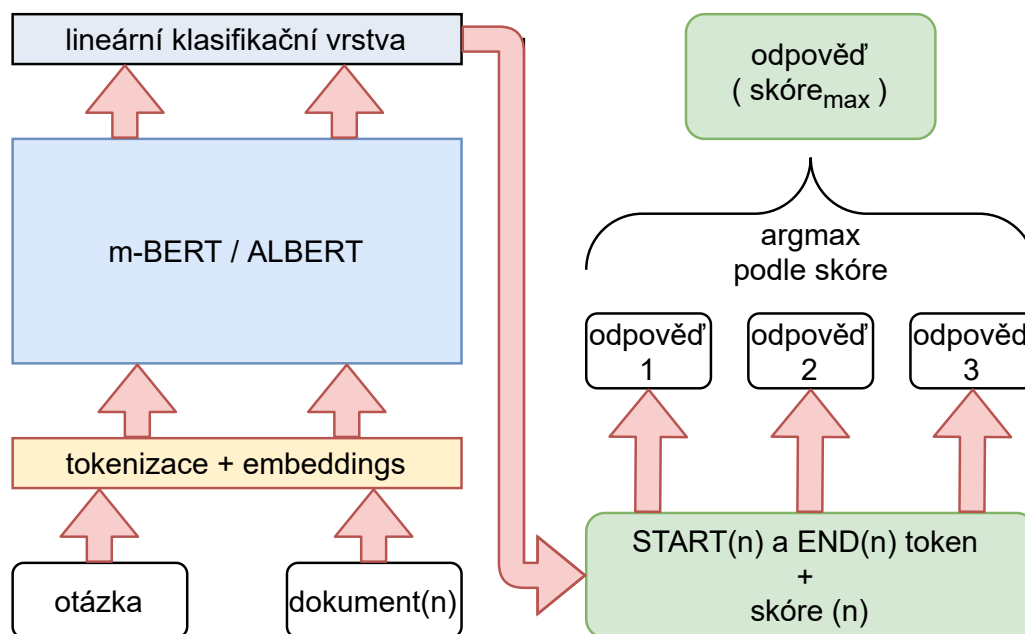 lineární klasifikační vrstva
m-BERT / ALBERT
tokenizace + embeddings
otázka
dokument(n)
odpověď
( skóre_max )
argmax
podle skóre
odpověď
1
odpověď
2
odpověď
3
START(n) a END(n) token
+
skóre (n)